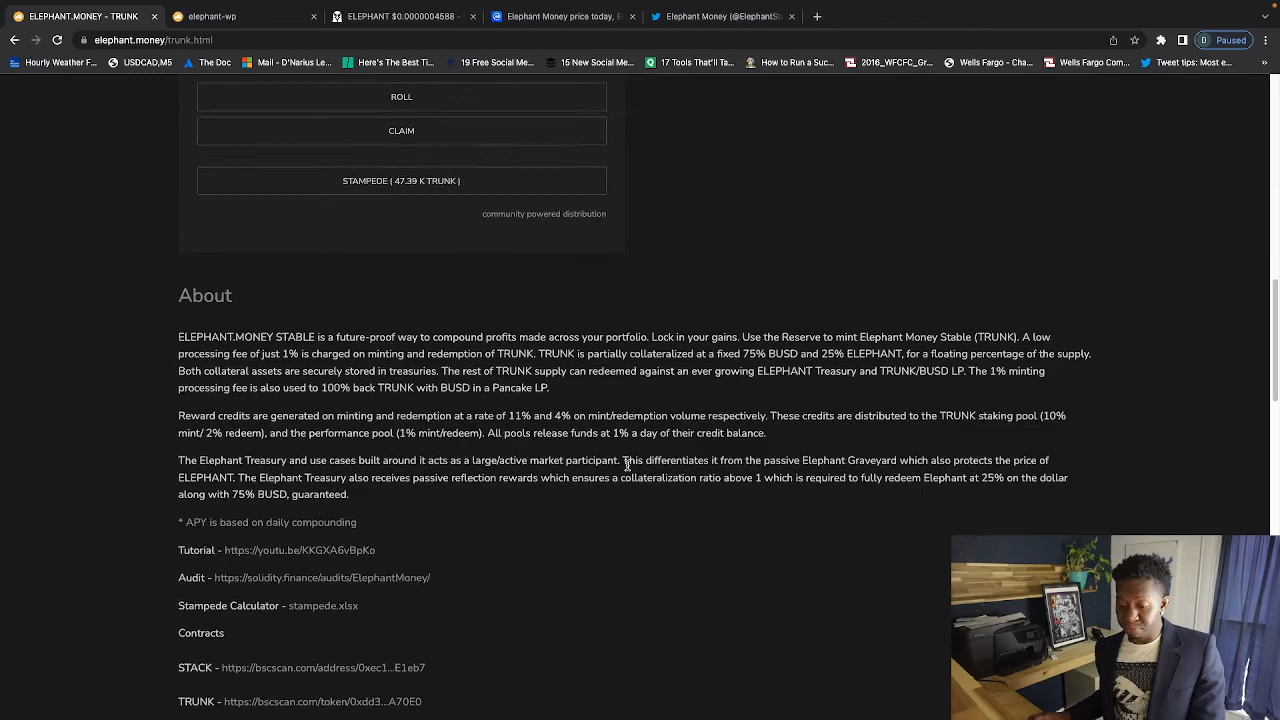 ELEPHANT.MONEY - TRUNK
elephant-wp
ELEPHANT $0.0000004588 -
Elephant Money price today, E
Elephant Money (@ElephantSt
elephant.money/trunk.html
Paused
Hourly Weather F...
USDCAD,M5
The Doc
Mail - D'Narius Le...
Here's The Best Ti...
19 Free Social Me...
15 New Social Me...
17 Tools That'll Ta...
2016_WFCFC_Gr...
How to Run a Suc...
Wells Fargo - Cha...
Wells Fargo Com...
Tweet tips: Most e...
ROLL
CLAIM
STAMPEDE ( 47.39 K TRUNK )
community powered distribution
About
ELEPHANT.MONEY STABLE is a future-proof way to compound profits made across your portfolio. Lock in your gains. Use the Reserve to mint Elephant Money Stable (TRUNK). A low
processing fee of just 1% is charged on minting and redemption of TRUNK. TRUNK is partially collateralized at a fixed 75% BUSD and 25% ELEPHANT, for a floating percentage of the supply.
Both collateral assets are securely stored in treasuries. The rest of TRUNK supply can redeemed against an ever growing ELEPHANT Treasury and TRUNK/BUSD LP. The 1% minting
processing fee is also used to 100% back TRUNK with BUSD in a Pancake LP.
Reward credits are generated on minting and redemption at a rate of 11% and 4% on mint/redemption volume respectively. These credits are distributed to the TRUNK staking pool (10%
mint/ 2% redeem), and the performance pool (1% mint/redeem). All pools release funds at 1% a day of their credit balance.
The Elephant Treasury and use cases built around it acts as a large/active market participant. This differentiates it from the passive Elephant Graveyard which also protects the price of
ELEPHANT. The Elephant Treasury also receives passive reflection rewards which ensures a collateralization ratio above 1 which is required to fully redeem Elephant at 25% on the dollar
along with 75% BUSD, guaranteed.
* APY is based on daily compounding
Tutorial - https://youtu.be/KKGXA6vBpKo
Audit - https://solidity.finance/audits/ElephantMoney/
Stampede Calculator - stampede.xlsx
Contracts
STACK - https://bscscan.com/address/0xec1...E1eb7
TRUNK - https://bscscan.com/token/0xdd3...A70E0